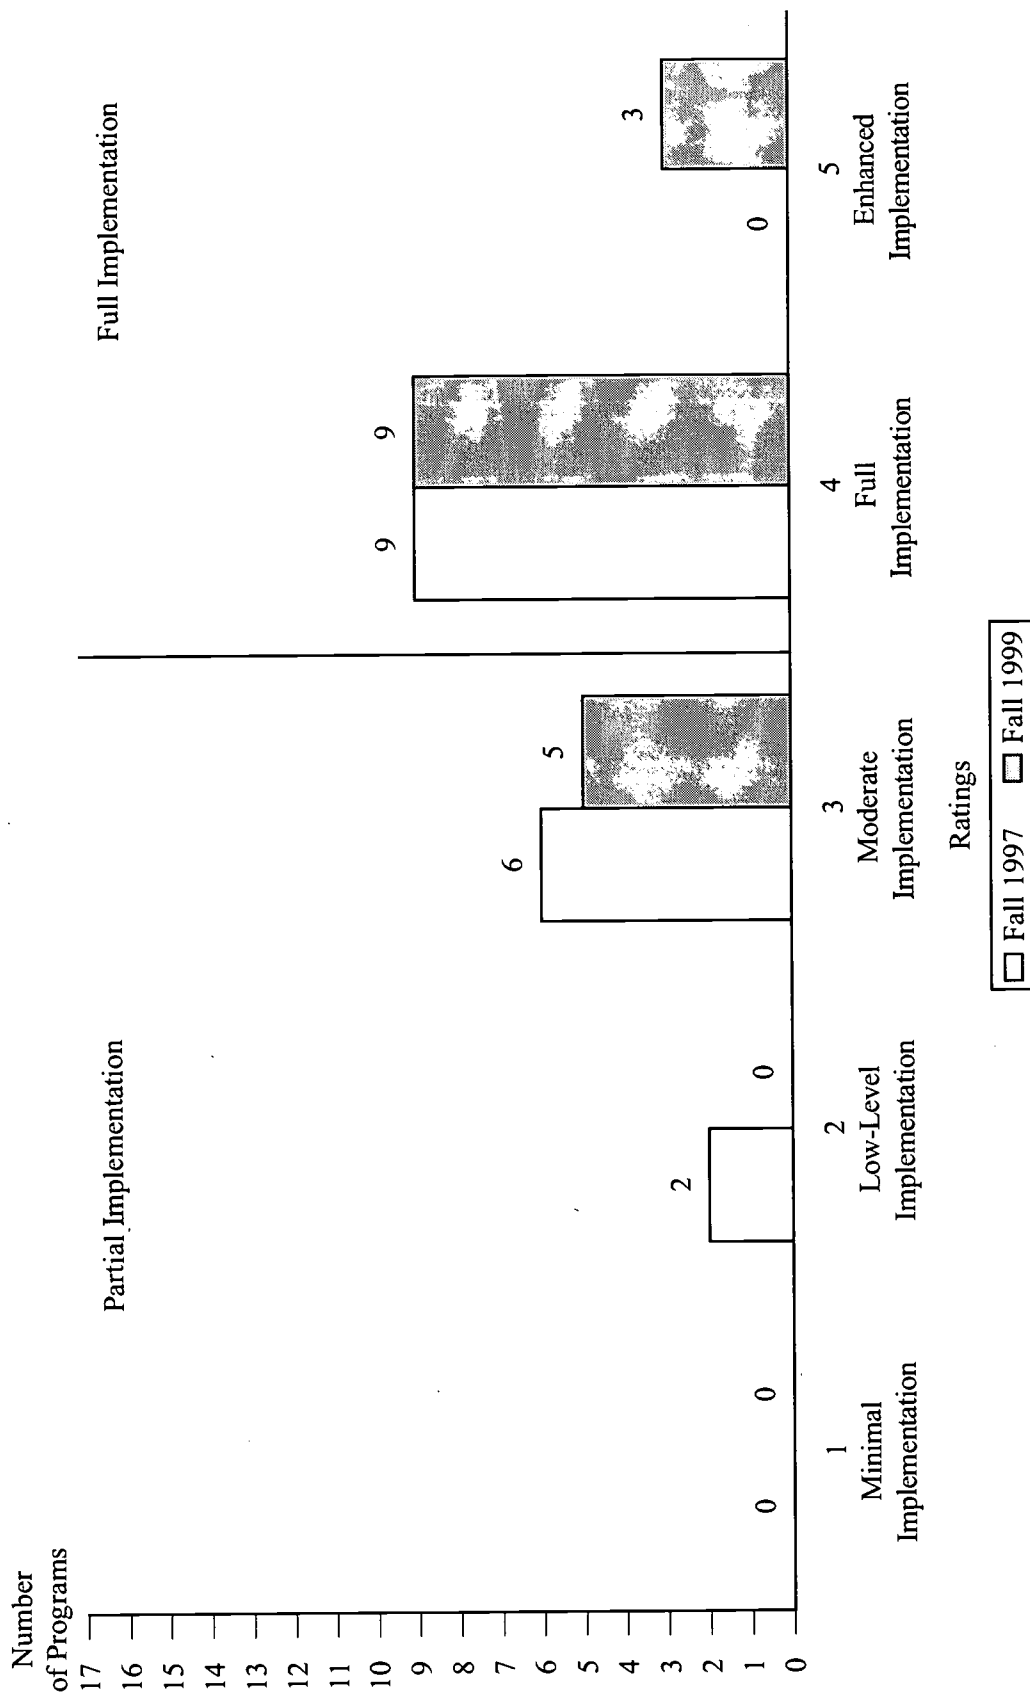 Number
of Programs
17
16
15
14
13
12
11
10
9
8
7
6
5
4
3
2
1
0
Partial Implementation
Full Implementation
0
0
2
0
6
5
9
9
0
3
1
Minimal
Implementation
2
Low-Level
Implementation
3
Moderate
Implementation
4
Full
Implementation
5
Enhanced
Implementation
Ratings
Fall 1997 Fall 1999